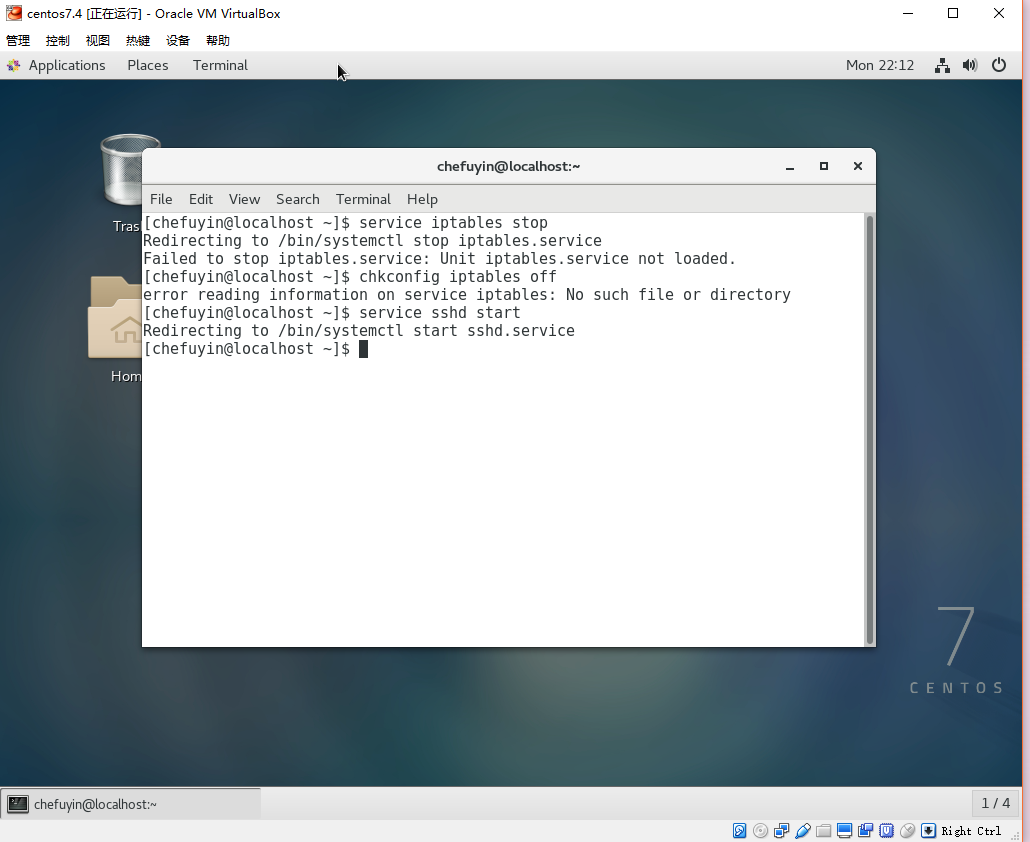 centos7.4 [正在运行] - Oracle VM VirtualBox
管理 控制 视图 热键 设备 帮助
Applications Places Terminal Mon 22:12
Tras
chefuyin@localhost:~
File Edit View Search Terminal Help
[chefuyin@localhost ~]$ service iptables stop
Redirecting to /bin/systemctl stop iptables.service
Failed to stop iptables.service: Unit iptables.service not loaded.
[chefuyin@localhost ~]$ chkconfig iptables off
error reading information on service iptables: No such file or directory
[chefuyin@localhost ~]$ service sshd start
Redirecting to /bin/systemctl start sshd.service
[chefuyin@localhost ~]$
Hom
7
CENTOS
chefuyin@localhost:~ 1 / 4
Right Ctrl